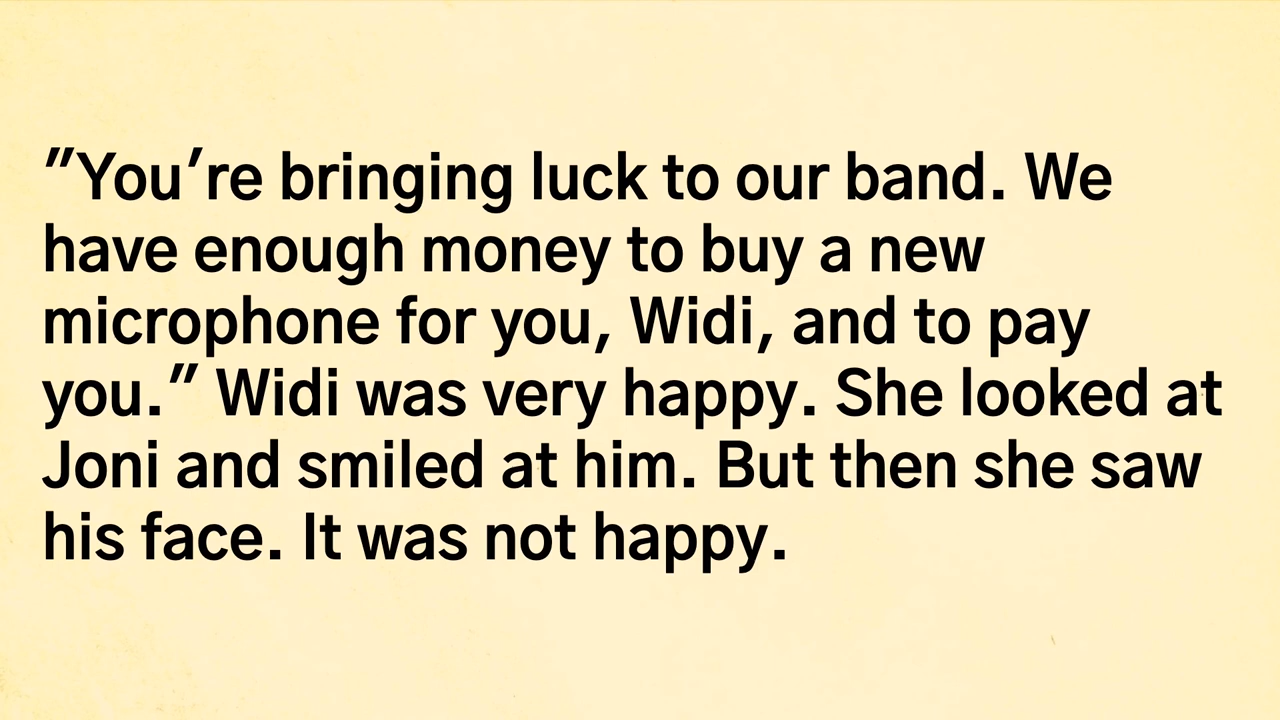 "You're bringing luck to our band. We
have enough money to buy a new
microphone for you, Widi, and to pay
you." Widi was very happy. She looked at
Joni and smiled at him. But then she saw
his face. It was not happy.